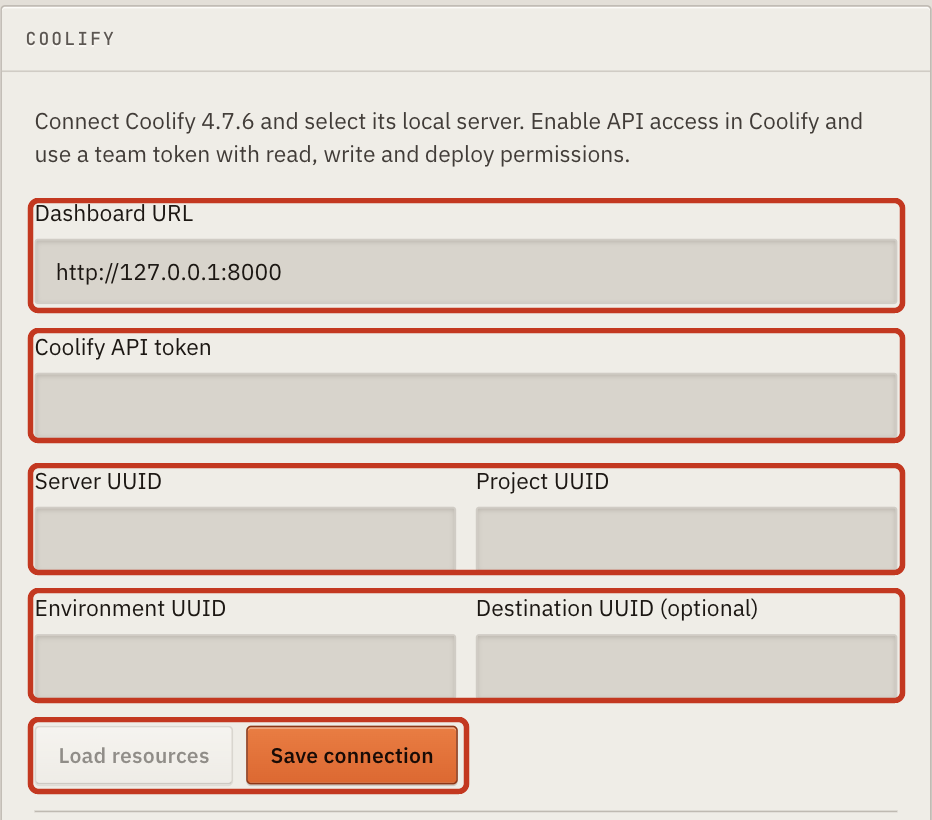 COOLIFY
Connect Coolify 4.7.6 and select its local server. Enable API access in Coolify and
use a team token with read, write and deploy permissions.
Dashboard URL
http://127.0.0.1:8000
Coolify API token
Server UUID
Project UUID
Environment UUID
Destination UUID (optional)
Load resources
Save connection